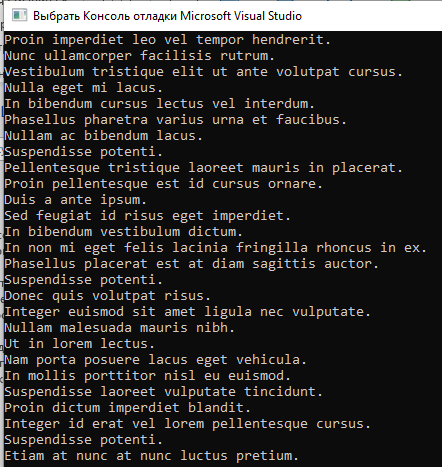 Выбрать Консоль отладки Microsoft Visual Studio
Proin imperdiet leo vel tempor hendrerit.
Nunc ullamcorper facilisis rutrum.
Vestibulum tristique elit ut ante volutpat cursus.
Nulla eget mi lacus.
In bibendum cursus lectus vel interdum.
Phasellus pharetra varius urna et faucibus.
Nullam ac bibendum lacus.
Suspendisse potenti.
Pellentesque tristique laoreet mauris in placerat.
Proin pellentesque est id cursus ornare.
Duis a ante ipsum.
Sed feugiat id risus eget imperdiet.
In bibendum vestibulum dictum.
In non mi eget felis lacinia fringilla rhoncus in ex.
Phasellus placerat est at diam sagittis auctor.
Suspendisse potenti.
Donec quis volutpat risus.
Integer euismod sit amet ligula nec vulputate.
Nullam malesuada mauris nibh.
Ut in lorem lectus.
Nam porta posuere lacus eget vehicula.
In mollis porttitor nisl eu euismod.
Suspendisse laoreet vulputate tincidunt.
Proin dictum imperdiet blandit.
Integer id erat vel lorem pellentesque cursus.
Suspendisse potenti.
Etiam at nunc at nunc luctus pretium.